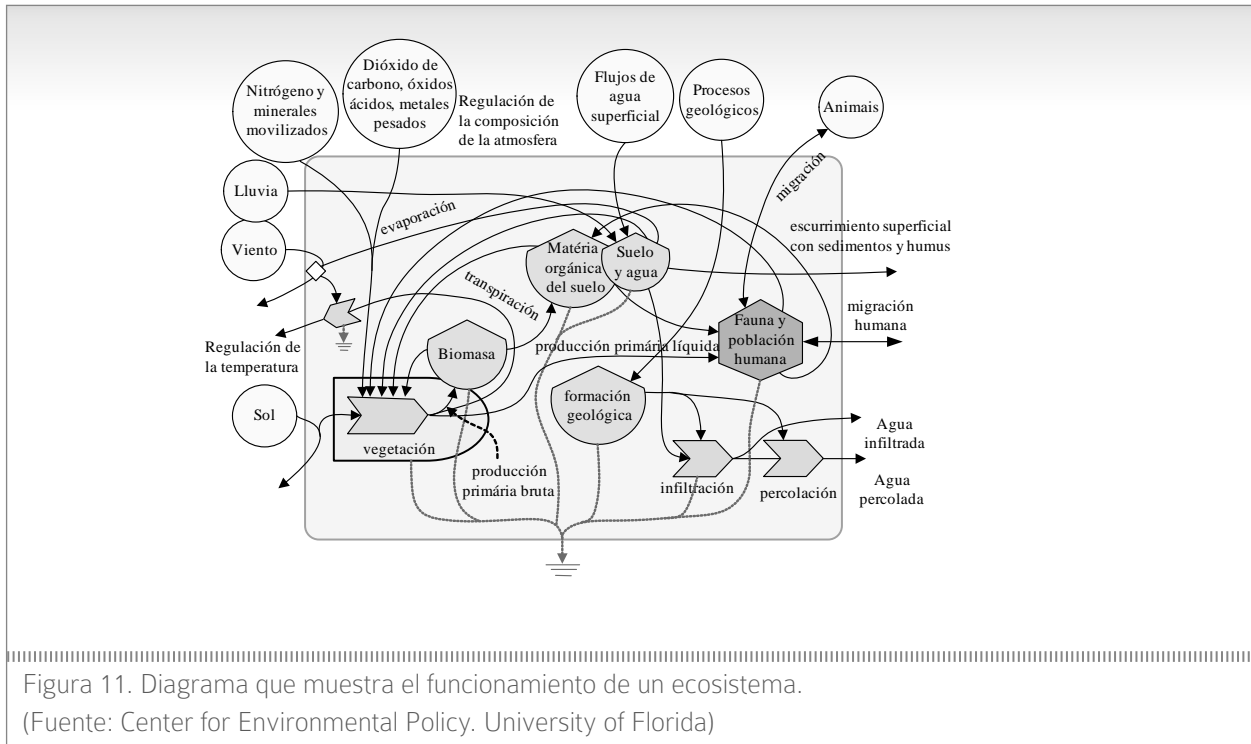 Nitrógeno y
minerales
movilizados
Dióxido de
carbono, óxidos
ácidos, metales
pesados
Regulación de
la composición
de la atmosfera
Flujos de
agua
superficial
Procesos
geológicos
Animais
migración
Lluvia
evaporación
escurrimiento superficial
con sedimentos y humus
Viento
Matéria
orgánica
del suelo
Suelo
y agua
transpiración
migración
humana
Fauna y
población
humana
Regulación de
la temperatura
Biomasa
producción primária líquida
formación
geológica
Sol
vegetación
producción
primária bruta
infiltración
percolación
Agua
infiltrada
Agua
percolada
Figura 11. Diagrama que muestra el funcionamiento de un ecosistema.
(Fuente: Center for Environmental Policy. University of Florida)